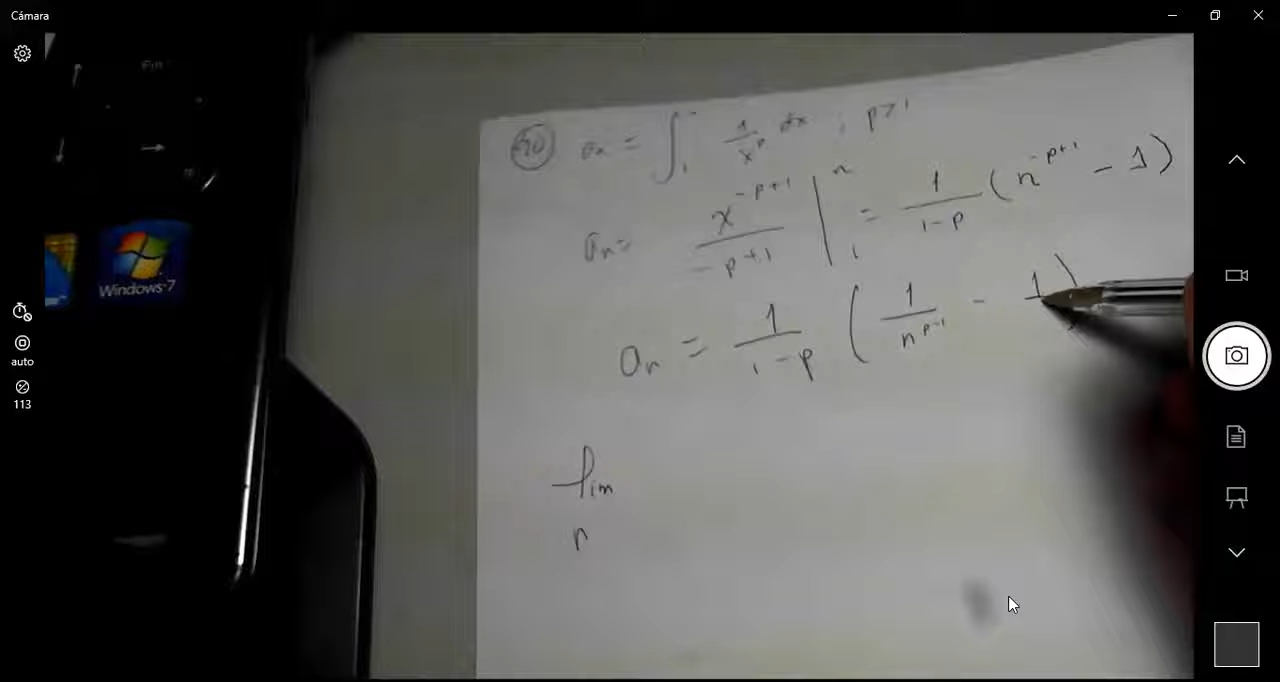 Cámara
Windows 7
90 aₙ = ∫₁ⁿ 1/x^p dx ; p>1
aₙ = x^(-p+1)/(-p+1) |₁ⁿ = 1/(1-p) (n^(-p+1) - 1)
aₙ = 1/(1-p) ( 1/n^(p-1) - 1 )
lim
n
auto
113